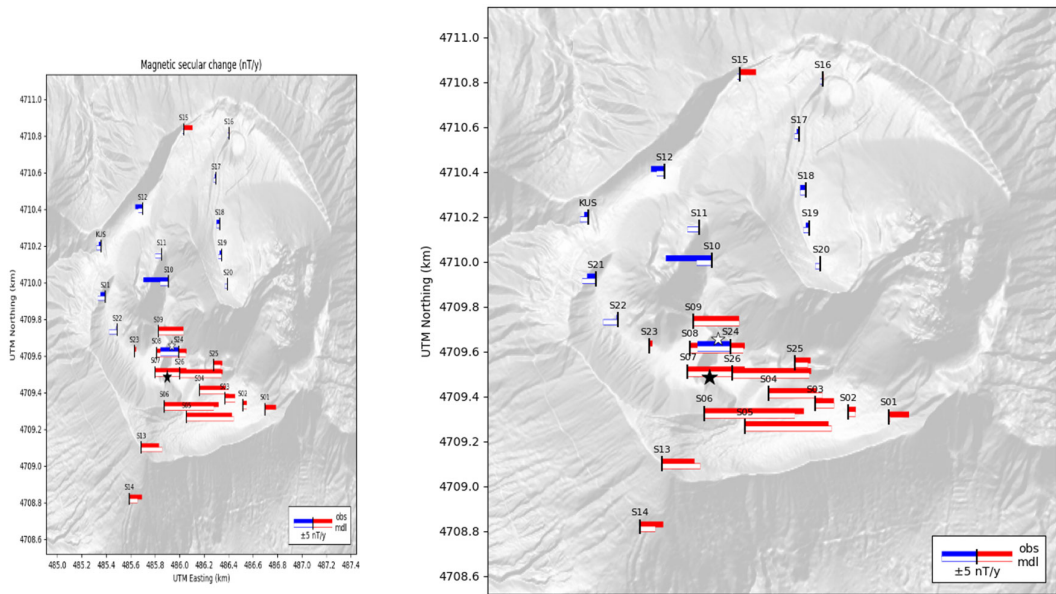 Magnetic secular change (nT/y)
4711.0
4710.8
4710.6
4710.4
4710.2
4710.0
4709.8
4709.6
4709.4
4709.2
4709.0
4708.8
4708.6
UTM Northing (km)
485.0 485.2 485.4 485.6 485.8 486.0 486.2 486.4 486.6 486.8 487.0 487.2 487.4
UTM Easting (km)
S15
S16
S17
S12
S18
KUS
S11
S19
S10
S20
S21
S22
S09
S23
S08
S24
S25
S07
S26
S04
S03
S02
S01
S06
S05
S13
S14
obs
mdl
±5 nT/y
4711.0
4710.8
4710.6
4710.4
4710.2
4710.0
4709.8
4709.6
4709.4
4709.2
4709.0
4708.8
4708.6
UTM Northing (km)
S15
S16
S17
S12
S18
KUS
S11
S19
S10
S20
S21
S22
S09
S23
S08
S24
S25
S07
S26
S04
S03
S02
S01
S06
S05
S13
S14
obs
mdl
±5 nT/y